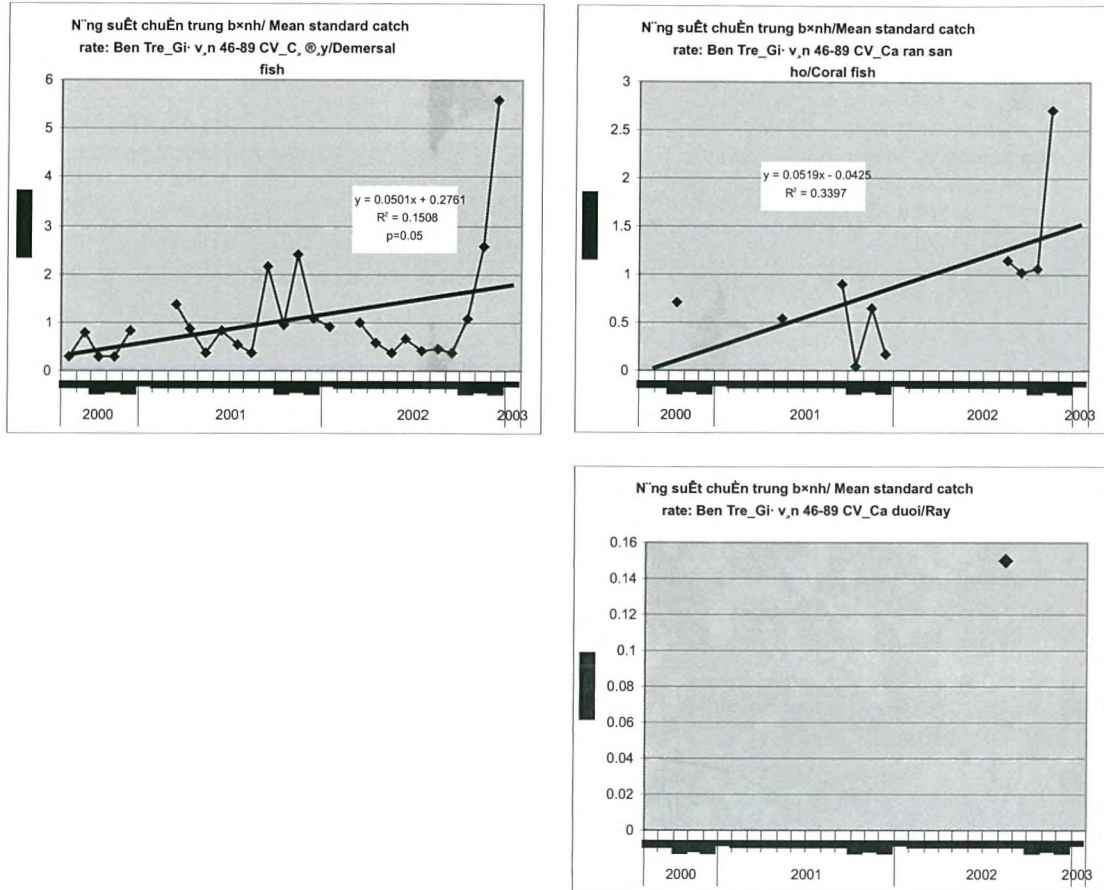 N¨ng suÊt chuÈn trung b×nh/ Mean standard catch
rate: Ben Tre_Gi· v¸n 46-89 CV_C¸ ®¸y/Demersal
fish
6
5
4
3
2
1
0
y = 0.0501x + 0.2761
R² = 0.1508
p=0.05
2000
2001
2002
2003
N¨ng suÊt chuÈn trung b×nh/Mean standard catch
rate: Ben Tre_Gi· v¸n 46-89 CV_Ca ran san
ho/Coral fish
3
2.5
2
1.5
1
0.5
0
y = 0.0519x - 0.0425
R² = 0.3397
2000
2001
2002
2003
N¨ng suÊt chuÈn trung b×nh/ Mean standard catch
rate: Ben Tre_Gi· v¸n 46-89 CV_Ca duoi/Ray
0.16
0.14
0.12
0.1
0.08
0.06
0.04
0.02
0
2000
2001
2002
2003